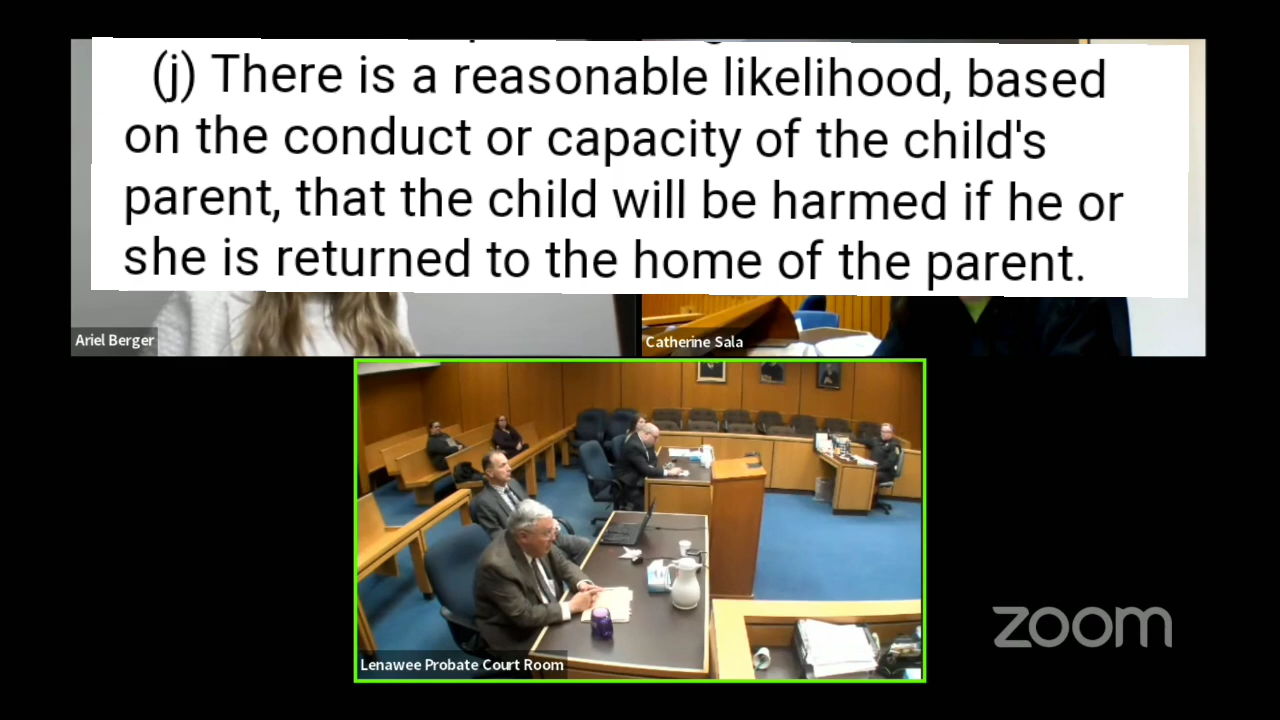 (j) There is a reasonable likelihood, based
on the conduct or capacity of the child's
parent, that the child will be harmed if he or
she is returned to the home of the parent.
Ariel Berger
Catherine Sala
Lenawee Probate Court Room
zoom